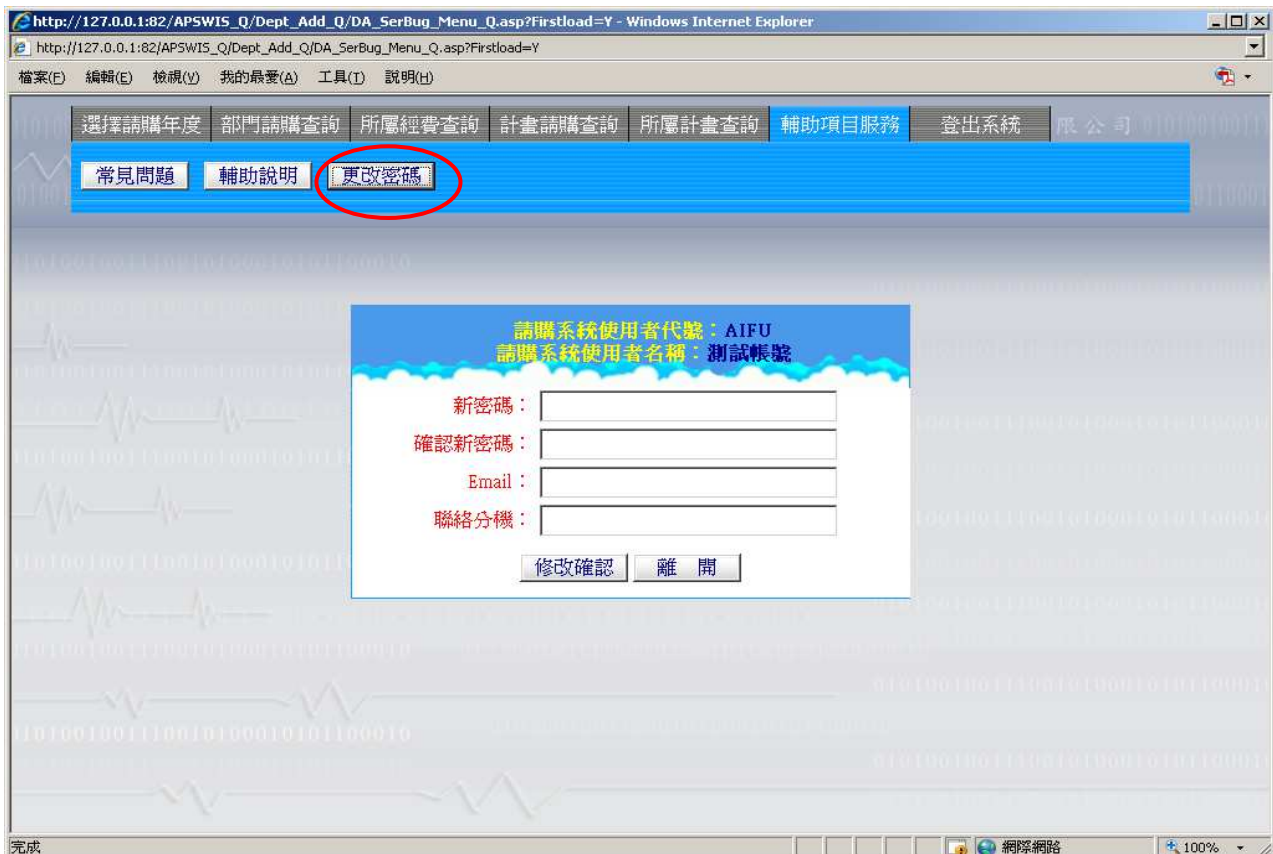 http://127.0.0.1:82/APSWIS_Q/Dept_Add_Q/DA_SerBug_Menu_Q.asp?Firstload=Y - Windows Internet Explorer
http://127.0.0.1:82/APSWIS_Q/Dept_Add_Q/DA_SerBug_Menu_Q.asp?Firstload=Y
檔案(F) 編輯(E) 檢視(V) 我的最愛(A) 工具(T) 說明(H)
選擇請購年度 部門請購查詢 所屬經費查詢 計畫請購查詢 所屬計畫查詢 輔助項目服務 登出系統 限公司
常見問題 輔助說明 更改密碼
請購系統使用者代號：AIFU
請購系統使用者名稱：測試帳號
新密碼：
確認新密碼：
Email：
聯絡分機：
修改確認 離 開
完成 網際網路 100%